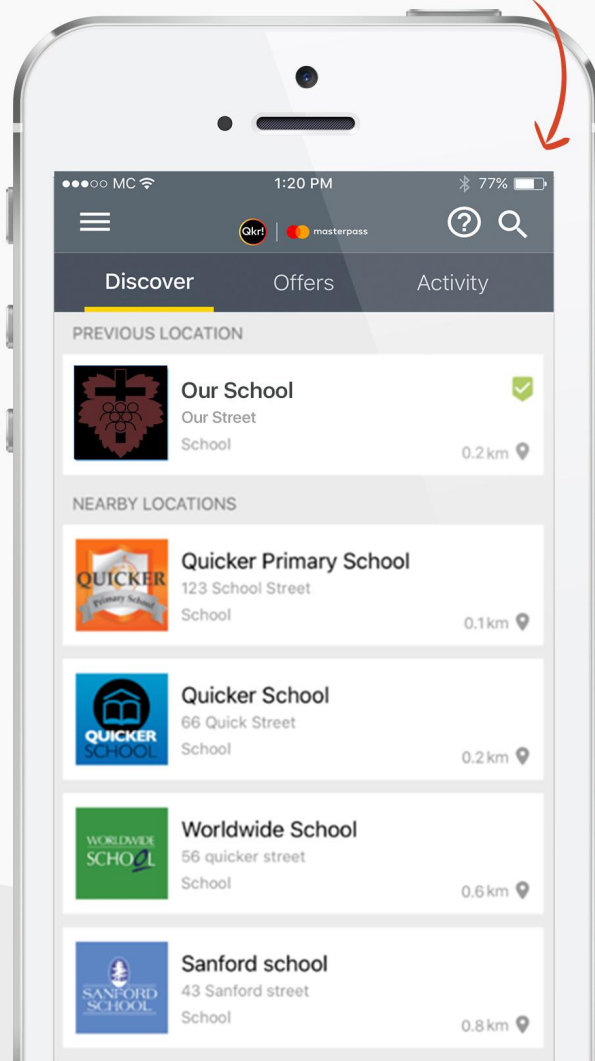 MC
1:20 PM
77%
Qkr!
masterpass
Discover
Offers
Activity
PREVIOUS LOCATION
Our School
Our Street
School
0.2 km
NEARBY LOCATIONS
QUICKER
Primary School
Quicker Primary School
123 School Street
School
0.1 km
QUICKER
SCHOOL
Quicker School
66 Quick Street
School
0.2 km
WORLDWIDE
SCHOOL
Worldwide School
56 quicker street
School
0.6 km
SANFORD
SCHOOL
Sanford school
43 Sanford street
School
0.8 km